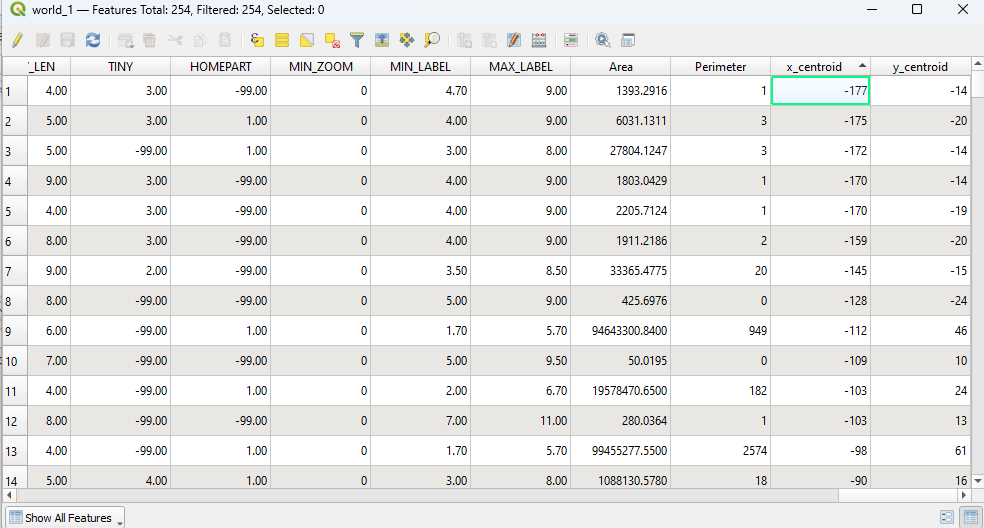 world_1 — Features Total: 254, Filtered: 254, Selected: 0
_LEN TINY HOMEPART MIN_ZOOM MIN_LABEL MAX_LABEL Area Perimeter x_centroid y_centroid
1 4.00 3.00 -99.00 0 4.70 9.00 1393.2916 1 -177 -14
2 5.00 3.00 1.00 0 4.00 9.00 6031.1311 3 -175 -20
3 5.00 -99.00 1.00 0 3.00 8.00 27804.1247 3 -172 -14
4 9.00 3.00 -99.00 0 4.00 9.00 1803.0429 1 -170 -14
5 4.00 3.00 -99.00 0 4.00 9.00 2205.7124 1 -170 -19
6 8.00 3.00 -99.00 0 4.00 9.00 1911.2186 2 -159 -20
7 9.00 2.00 -99.00 0 3.50 8.50 33365.4775 20 -145 -15
8 8.00 -99.00 -99.00 0 5.00 9.00 425.6976 0 -128 -24
9 6.00 -99.00 1.00 0 1.70 5.70 94643300.8400 949 -112 46
10 7.00 -99.00 -99.00 0 5.00 9.50 50.0195 0 -109 10
11 4.00 -99.00 1.00 0 2.00 6.70 19578470.6500 182 -103 24
12 8.00 -99.00 -99.00 0 7.00 11.00 280.0364 1 -103 13
13 4.00 -99.00 1.00 0 1.70 5.70 99455277.5500 2574 -98 61
14 5.00 4.00 1.00 0 3.00 8.00 1088130.5780 18 -90 16
Show All Features